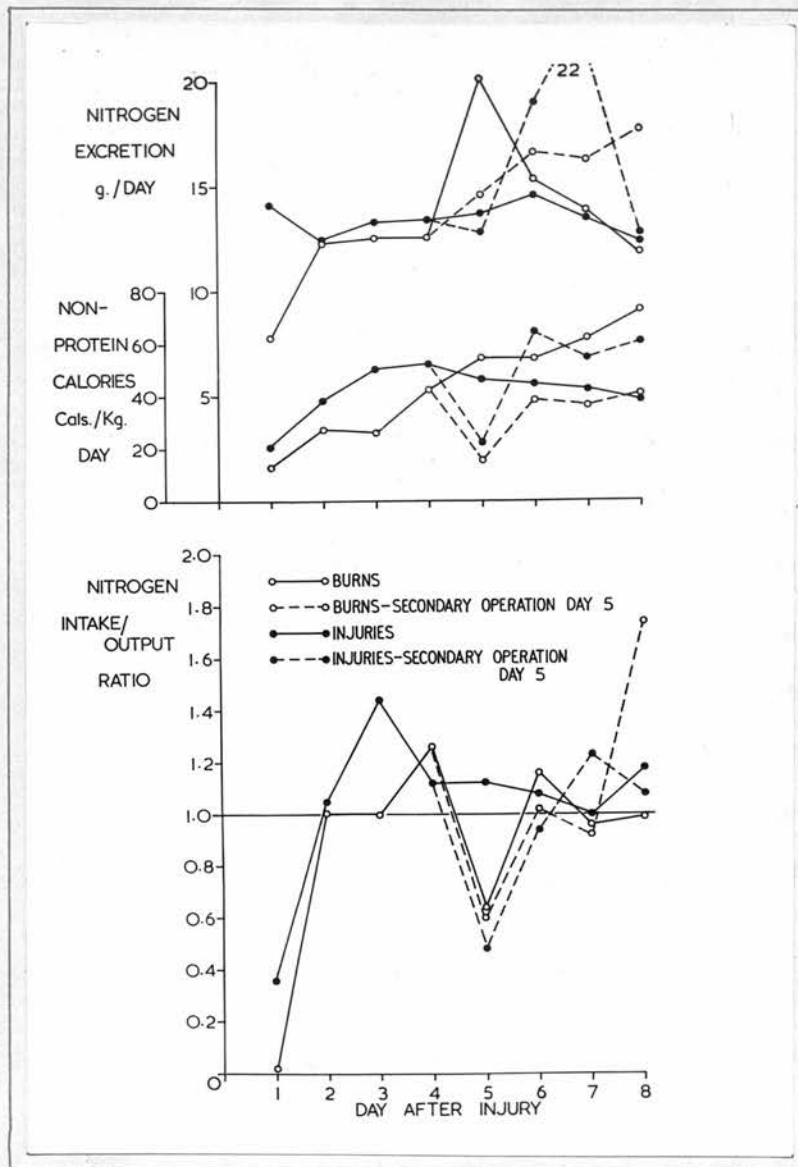 22
20
NITROGEN
EXCRETION
g./DAY
15
10
5
0
80
NON-
PROTEIN 60
CALORIES 40
Cals./Kg.
DAY 20
0
2.0
NITROGEN
INTAKE/
OUTPUT
RATIO
1.8
1.6
1.4
1.2
1.0
0.8
0.6
0.4
0.2
0
BURNS
BURNS-SECONDARY OPERATION DAY 5
INJURIES
INJURIES-SECONDARY OPERATION
DAY 5
1 2 3 4 5 6 7 8
DAY AFTER INJURY